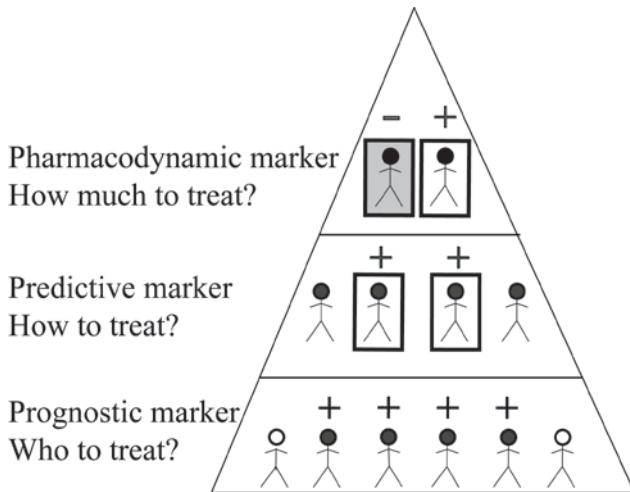 − +
Pharmacodynamic marker
How much to treat?
+ +
Predictive marker
How to treat?
+ + + +
Prognostic marker
Who to treat?